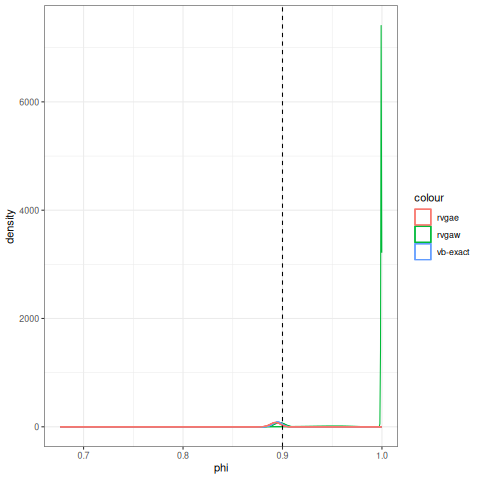 density
6000
4000
2000
0
0.7
0.8
0.9
1.0
phi
colour
rvgae
rvgaw
vb-exact